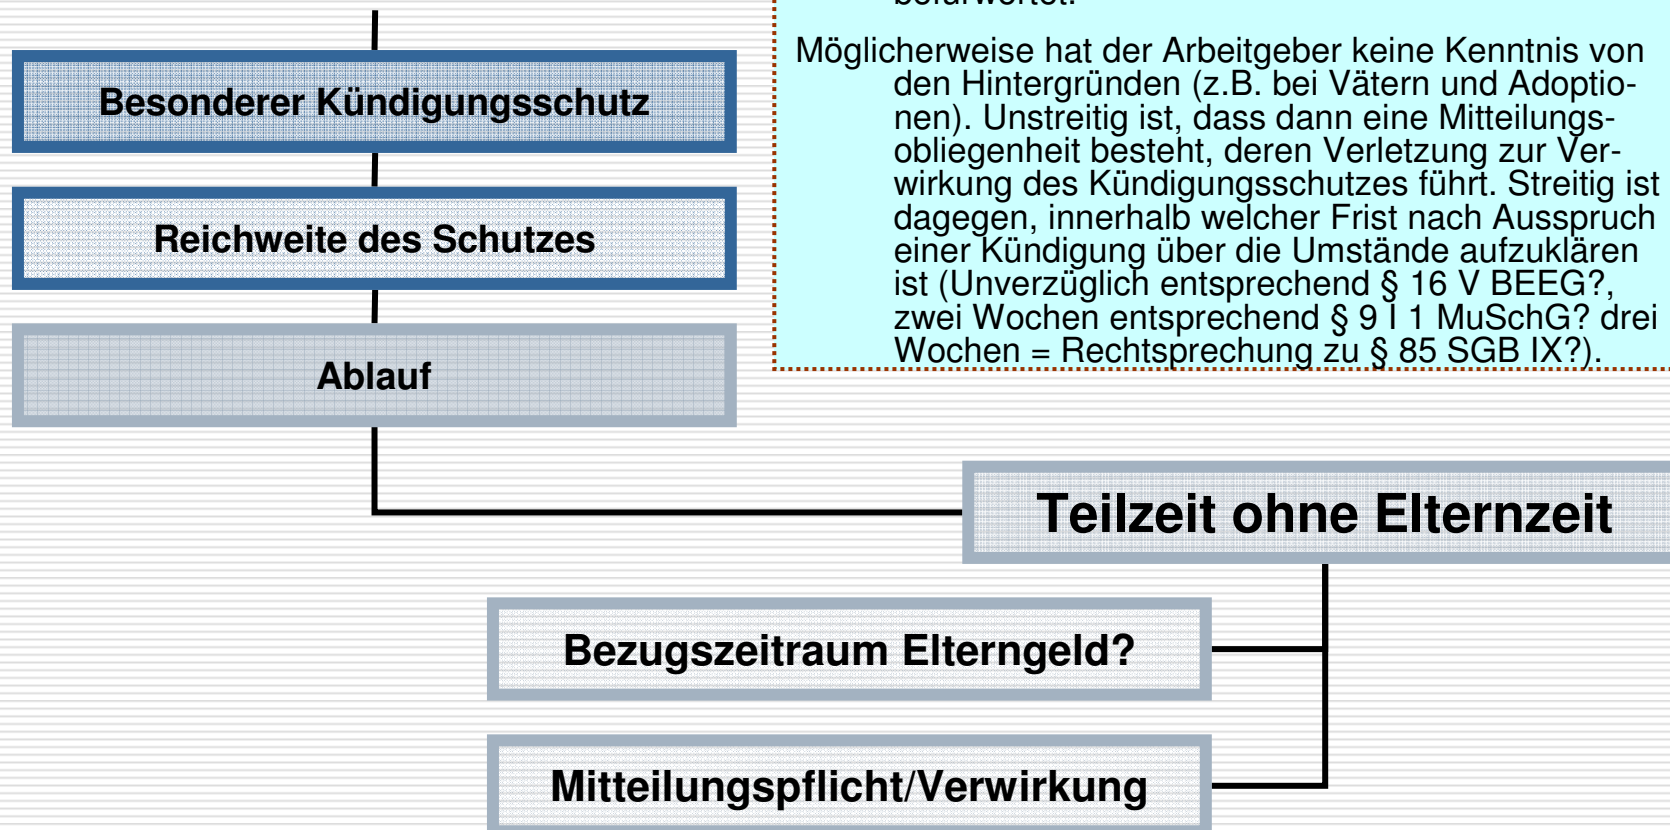 Besonderer Kündigungsschutz
Reichweite des Schutzes
Ablauf
Möglicherweise hat der Arbeitgeber keine Kenntnis von
den Hintergründen (z.B. bei Vätern und Adoptio-
nen). Unstreitig ist, dass dann eine Mitteilungs-
obliegenheit besteht, deren Verletzung zur Ver-
wirkung des Kündigungsschutzes führt. Streitig ist
dagegen, innerhalb welcher Frist nach Ausspruch
einer Kündigung über die Umstände aufzuklären
ist (Unverzüglich entsprechend § 16 V BEEG?,
zwei Wochen entsprechend § 9 I 1 MuSchG? drei
Wochen = Rechtsprechung zu § 85 SGB IX?).
Teilzeit ohne Elternzeit
Bezugszeitraum Elterngeld?
Mitteilungspflicht/Verwirkung